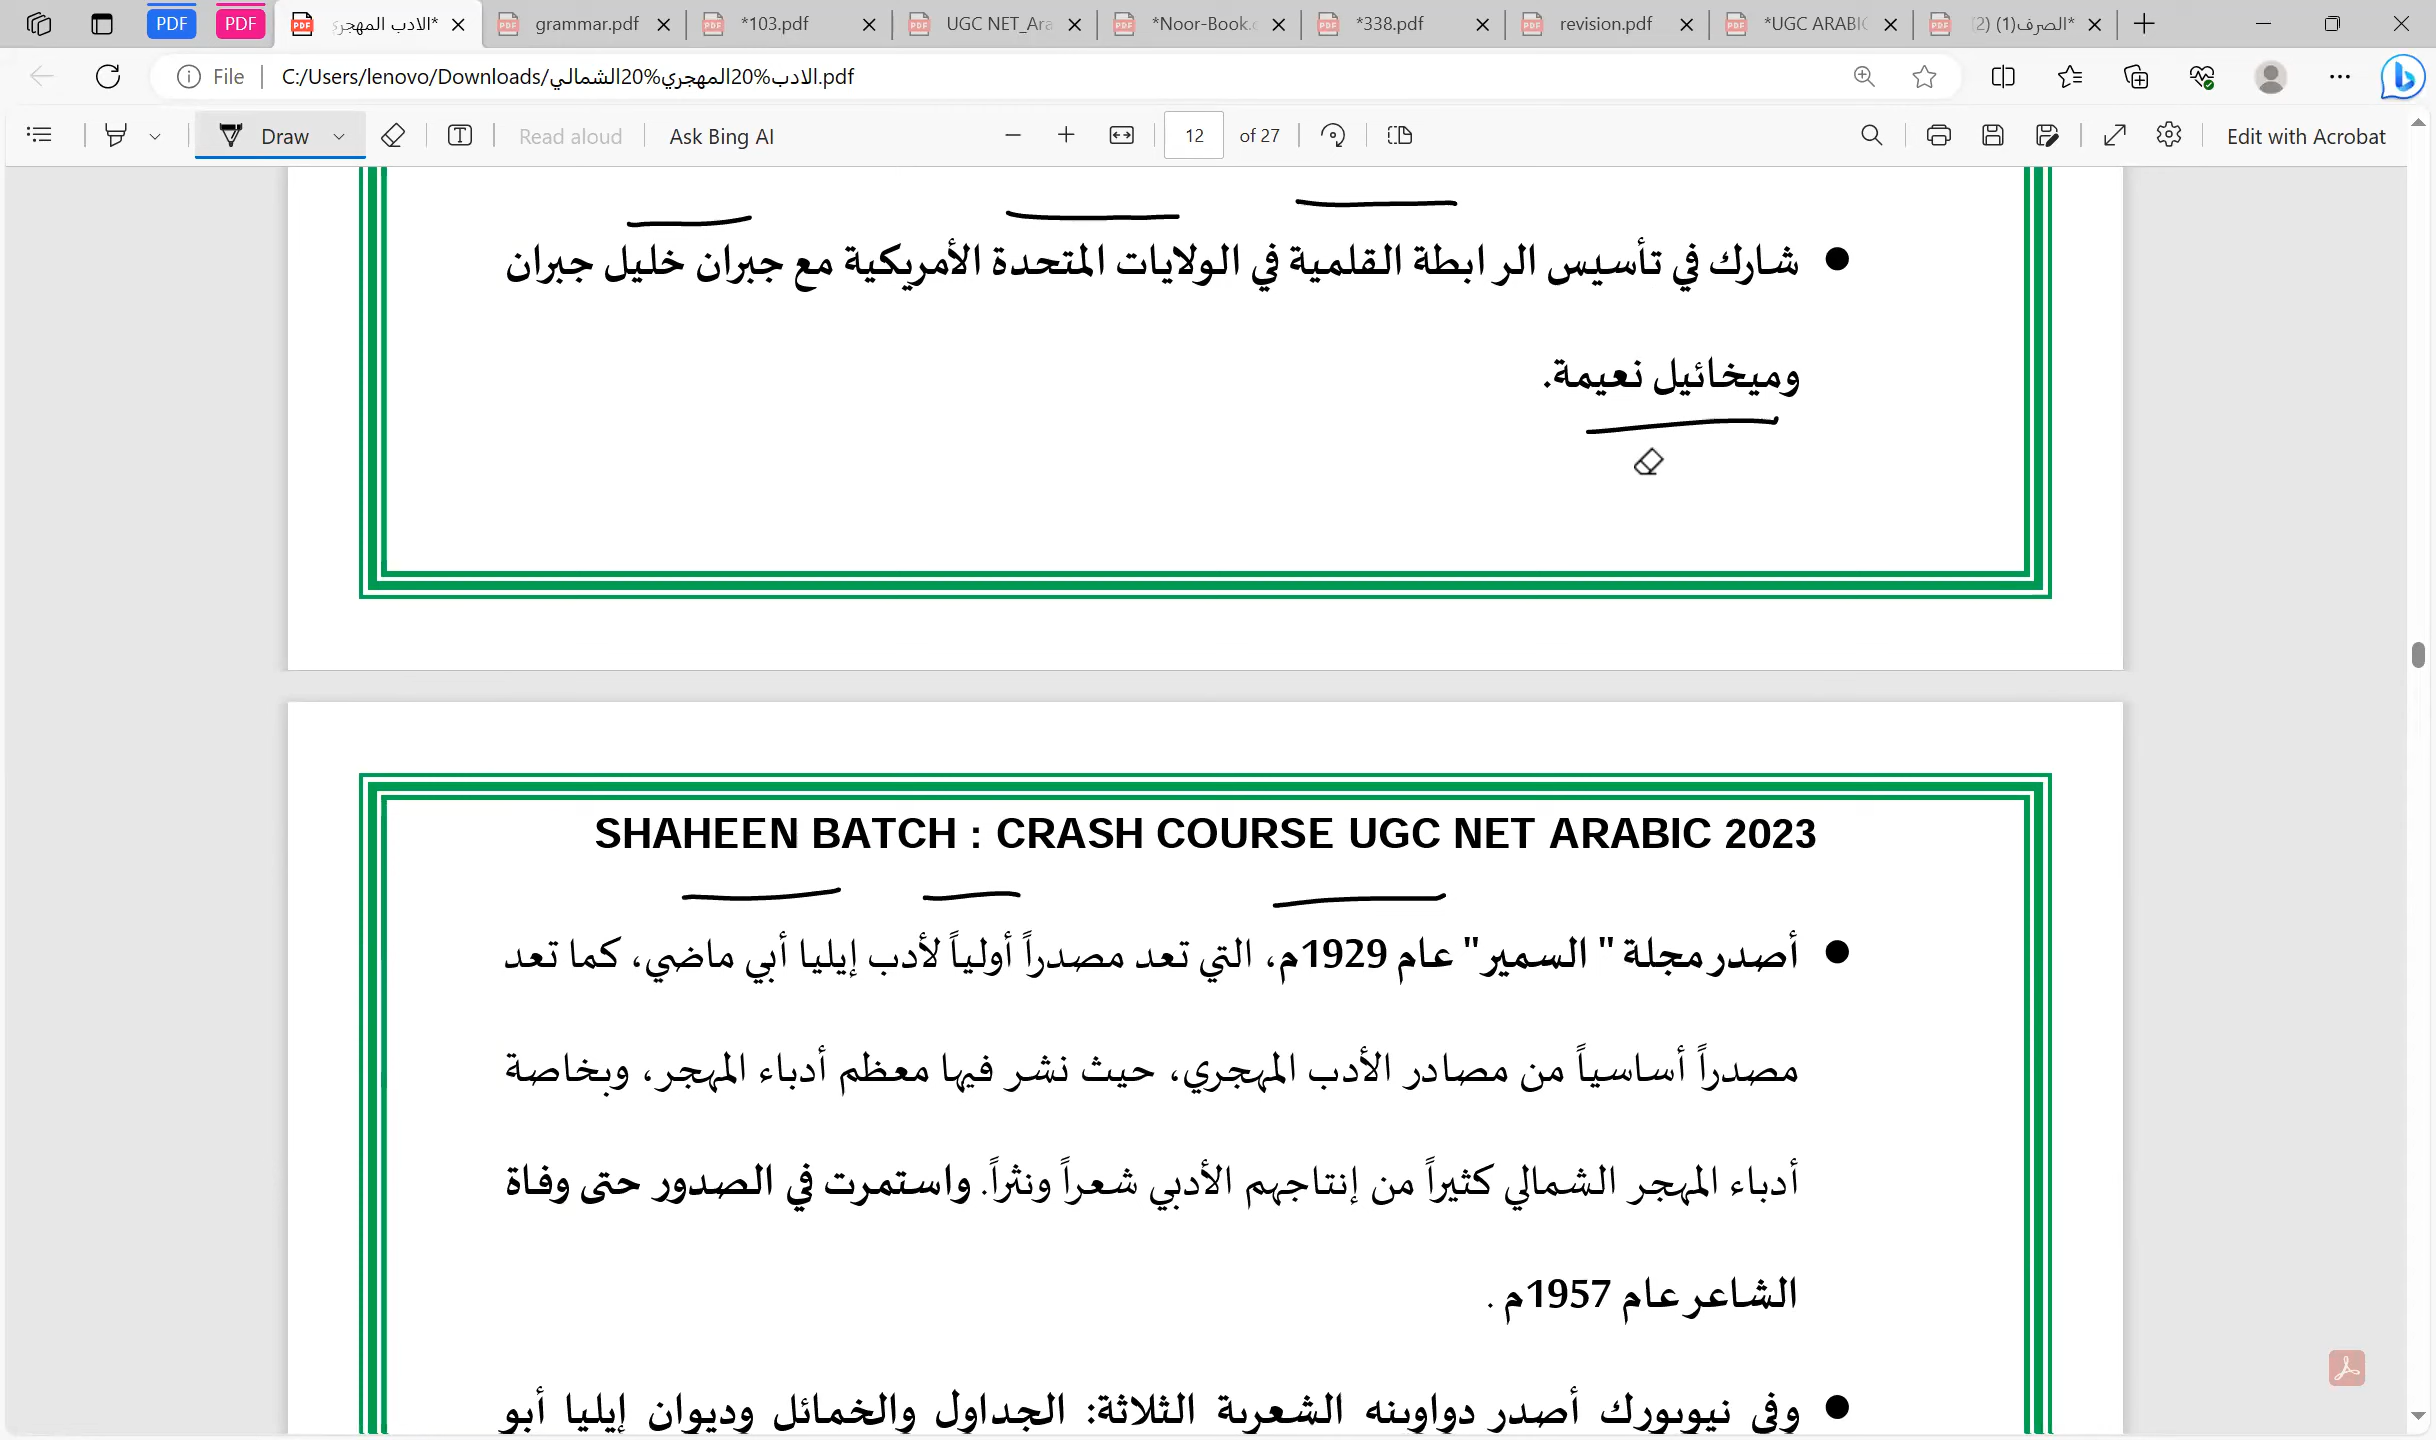 PDF
PDF
*الادب المهجري
grammar.pdf
*103.pdf
UGC NET_Ara
*Noor-Book.
*338.pdf
revision.pdf
*UGC ARABIC
*الصرف(1) (2)
File
C:/Users/lenovo/Downloads/الادب%20المهجري%20الشمالي.pdf
Draw
Read aloud
Ask Bing AI
12
of 27
Edit with Acrobat
● شارك في تأسيس الرابطة القلمية في الولايات المتحدة الأمريكية مع جبران خليل جبران
وميخائيل نعيمة.
SHAHEEN BATCH : CRASH COURSE UGC NET ARABIC 2023
● أصدر مجلة " السمير" عام 1929م، التي تعد مصدراً أولياً لأدب إيليا أبي ماضي، كما تعد
مصدراً أساسياً من مصادر الأدب المهجري، حيث نشر فيها معظم أدباء المهجر، وبخاصة
أدباء المهجر الشمالي كثيراً من إنتاجهم الأدبي شعراً ونثراً. واستمرت في الصدور حتى وفاة
الشاعر عام 1957م .
● وفي نيويورك أصدر دواوينه الشعرية الثلاثة: الجداول والخمائل وديوان إيليا أبو